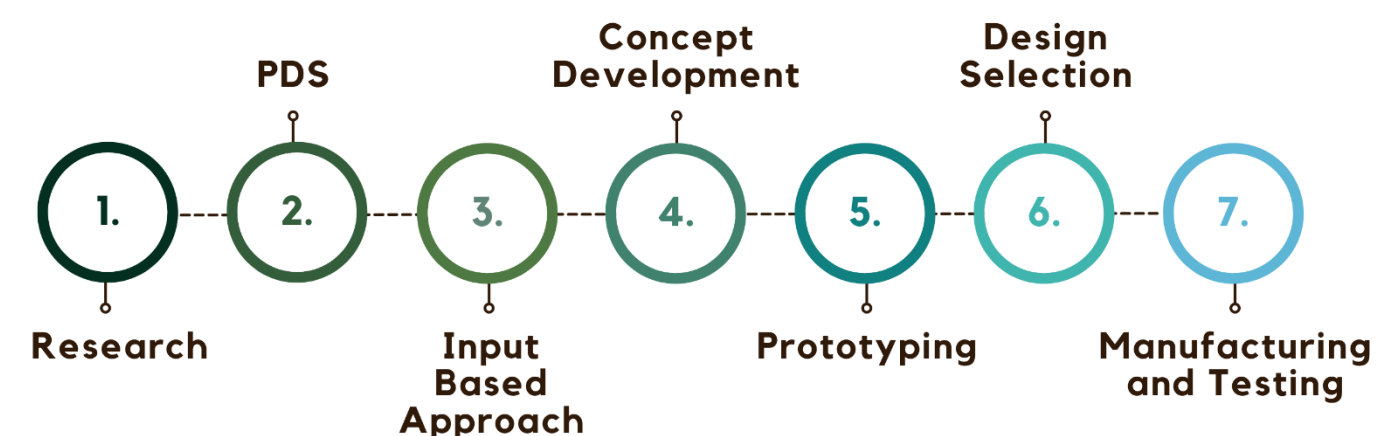 1.
Research
2.
PDS
3.
Input
Based
Approach
4.
Concept
Development
5.
Prototyping
6.
Design
Selection
7.
Manufacturing
and Testing